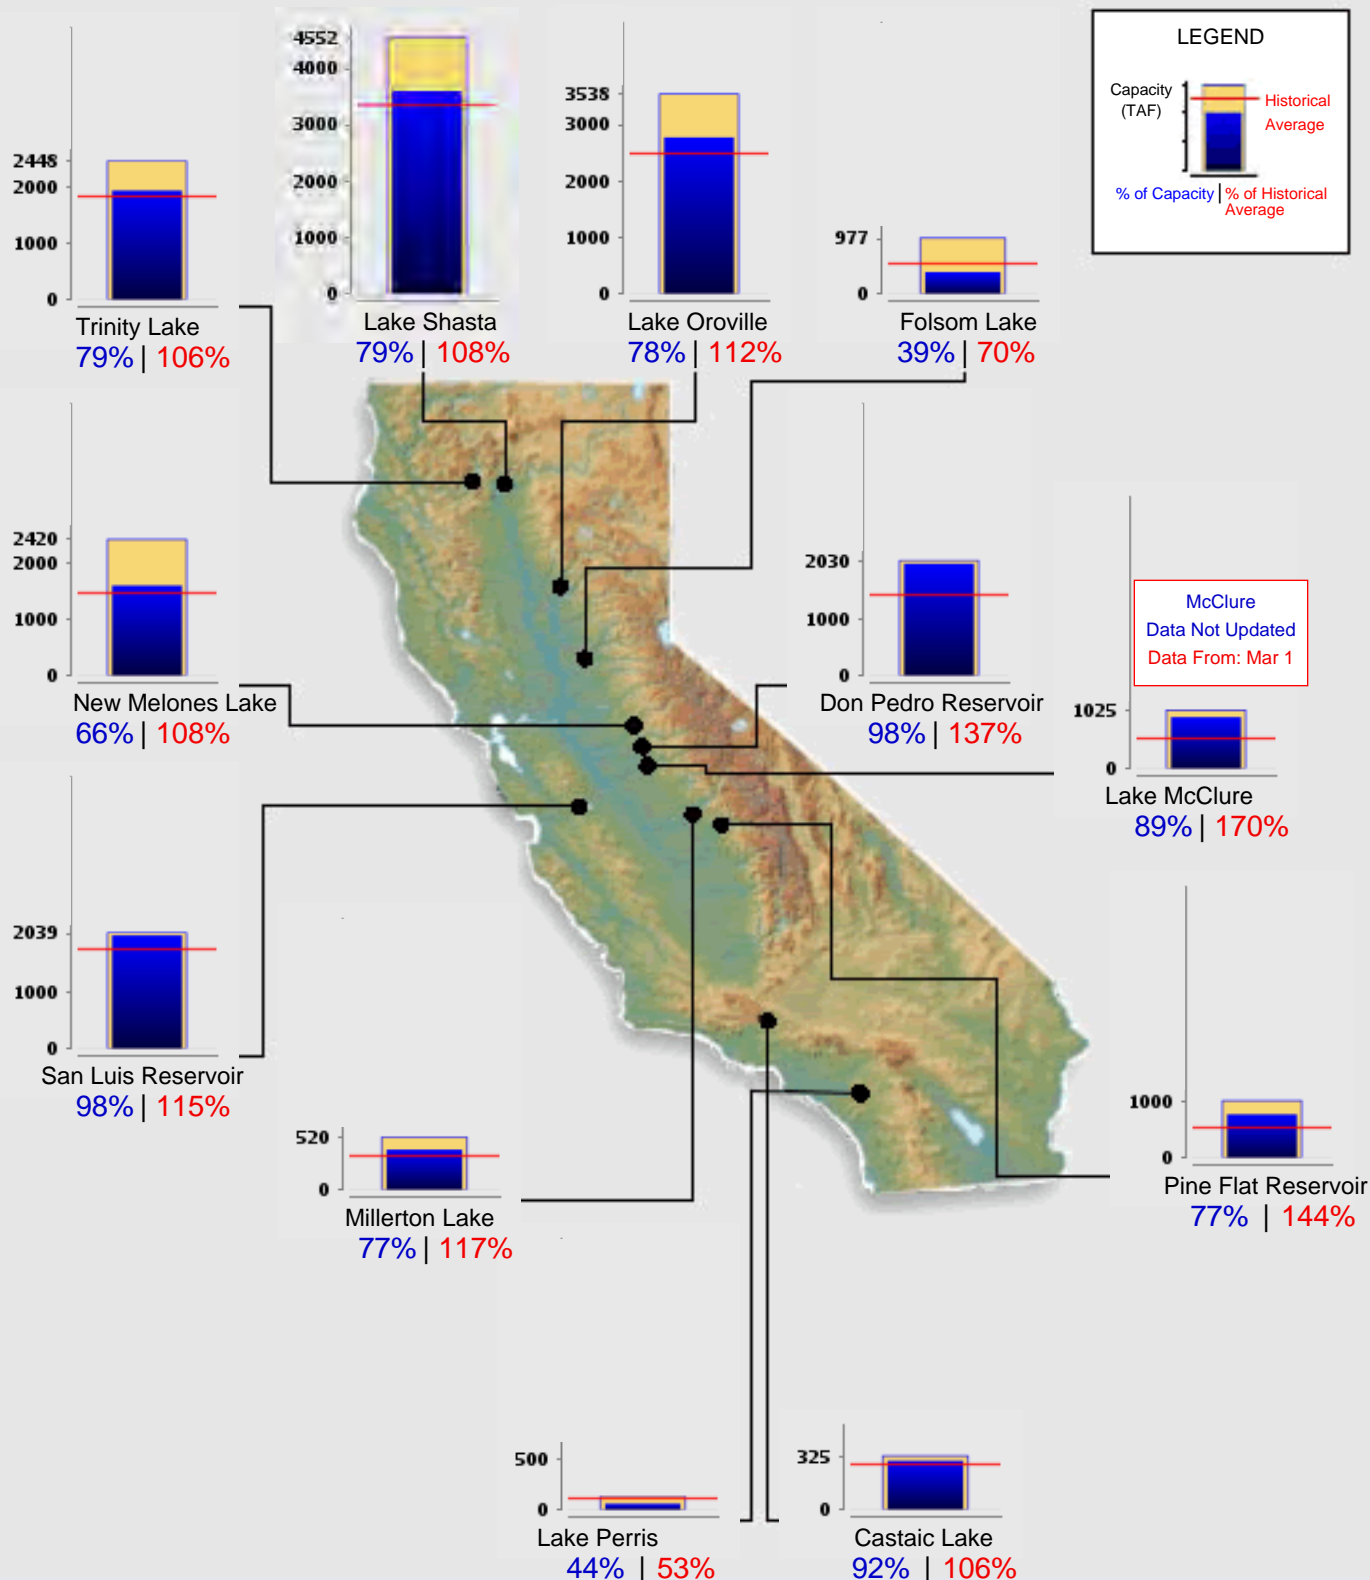 LEGEND
Capacity
(TAF)
Historical
Average
% of Capacity | % of Historical
Average
4552
4000
3000
2000
1000
0
Lake Shasta
79% | 108%
3538
3000
2000
1000
0
Lake Oroville
78% | 112%
977
0
Folsom Lake
39% | 70%
2448
2000
1000
0
Trinity Lake
79% | 106%
2420
2000
1000
0
New Melones Lake
66% | 108%
2030
1000
0
Don Pedro Reservoir
98% | 137%
McClure
Data Not Updated
Data From: Mar 1
1025
0
Lake McClure
89% | 170%
2039
1000
0
San Luis Reservoir
98% | 115%
520
0
Millerton Lake
77% | 117%
1000
0
Pine Flat Reservoir
77% | 144%
500
0
Lake Perris
44% | 53%
325
0
Castaic Lake
92% | 106%